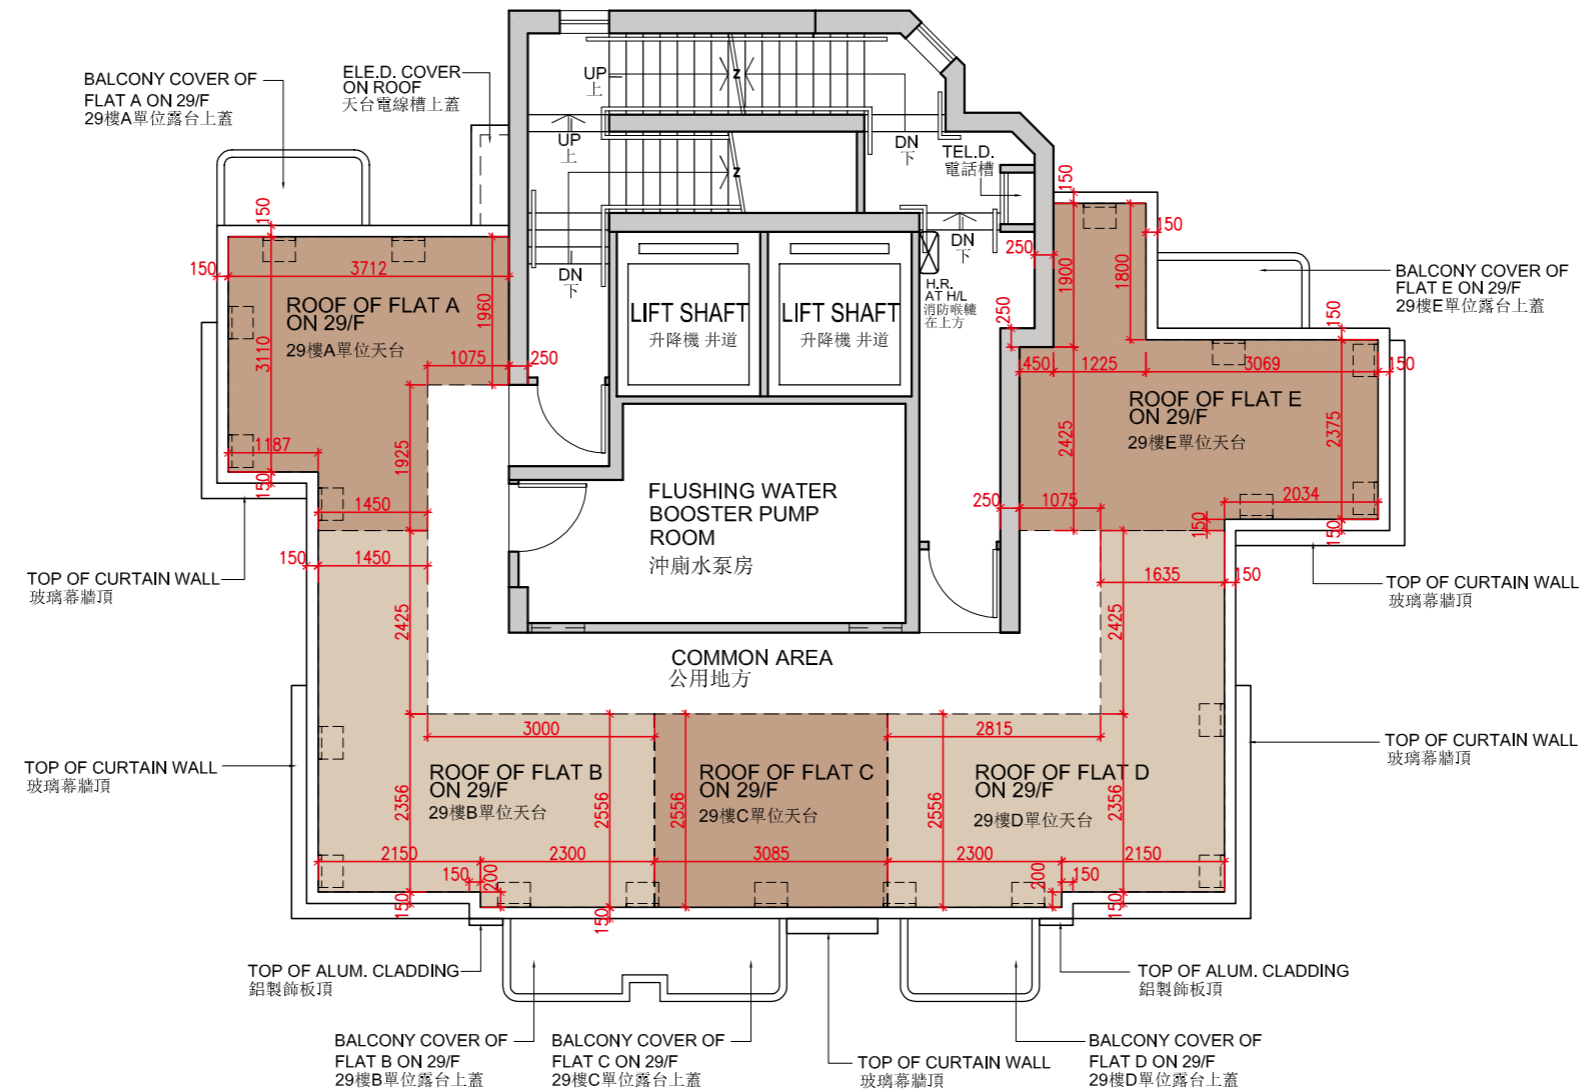 BALCONY COVER OF
FLAT A ON 29/F
29樓A單位露台上蓋
ELE.D. COVER
ON ROOF
天台電線槽上蓋
UP
上
UP
上
DN
下
DN
下
TEL.D.
電話槽
DN
下
H.R.
AT H/L
消防喉轆
在上方
LIFT SHAFT
升降機 井道
LIFT SHAFT
升降機 井道
BALCONY COVER OF
FLAT E ON 29/F
29樓E單位露台上蓋
150
150
3712
1960
ROOF OF FLAT A
ON 29/F
29樓A單位天台
3110
1075
250
1187
150
1925
1450
150
1450
2425
150
150
250
1900
1800
250
150
450
1225
3069
150
ROOF OF FLAT E
ON 29/F
29樓E單位天台
2425
2375
250
1075
2034
150
150
1635
150
2425
FLUSHING WATER
BOOSTER PUMP
ROOM
沖廁水泵房
TOP OF CURTAIN WALL
玻璃幕牆頂
TOP OF CURTAIN WALL
玻璃幕牆頂
COMMON AREA
公用地方
3000
2815
TOP OF CURTAIN WALL
玻璃幕牆頂
TOP OF CURTAIN WALL
玻璃幕牆頂
ROOF OF FLAT B
ON 29/F
29樓B單位天台
ROOF OF FLAT C
ON 29/F
29樓C單位天台
ROOF OF FLAT D
ON 29/F
29樓D單位天台
2356
2556
2556
2556
2356
2150
2300
3085
2300
2150
150
200
150
150
200
150
150
TOP OF ALUM. CLADDING
鋁製飾板頂
TOP OF ALUM. CLADDING
鋁製飾板頂
BALCONY COVER OF
FLAT B ON 29/F
29樓B單位露台上蓋
BALCONY COVER OF
FLAT C ON 29/F
29樓C單位露台上蓋
TOP OF CURTAIN WALL
玻璃幕牆頂
BALCONY COVER OF
FLAT D ON 29/F
29樓D單位露台上蓋